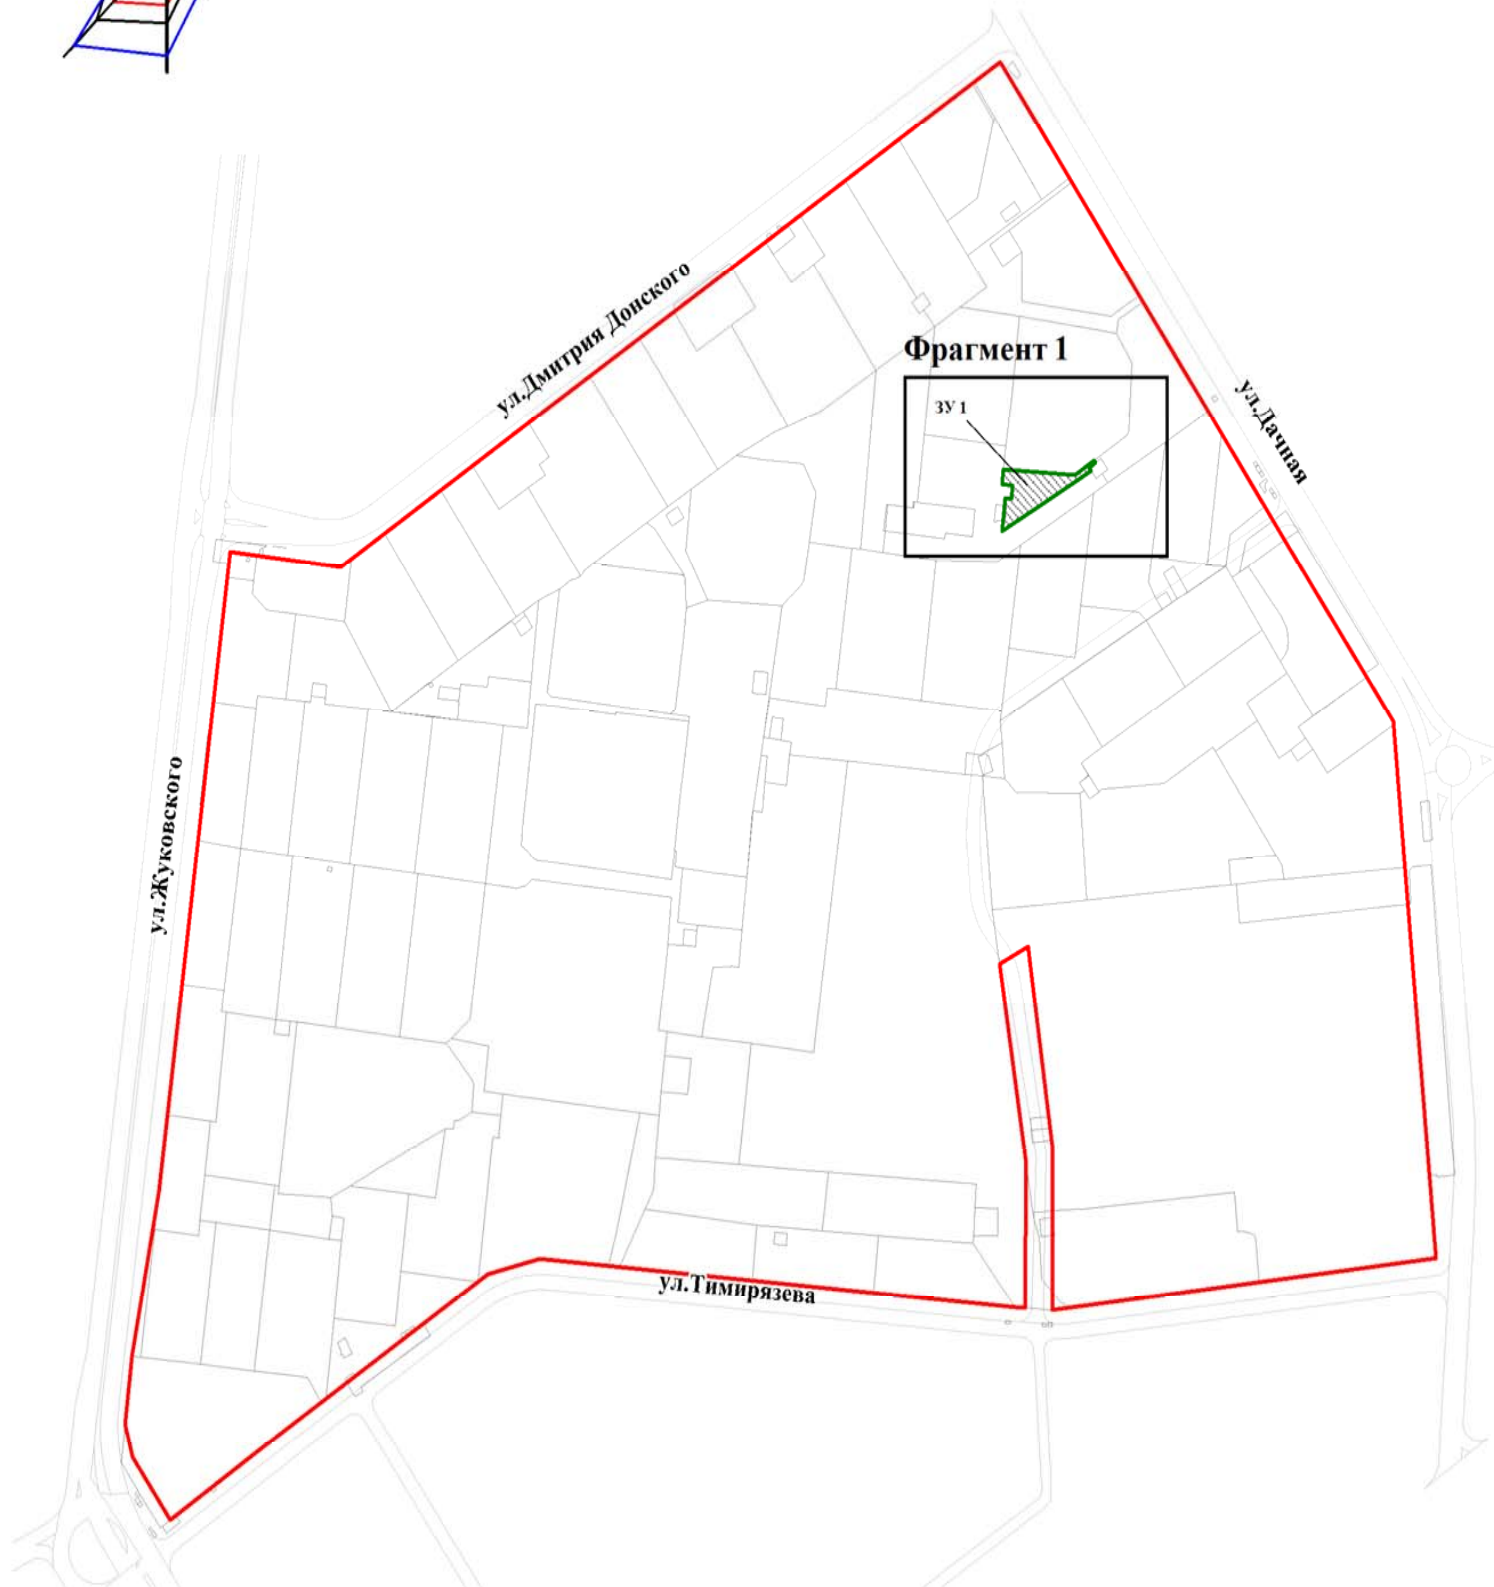 ул.Дмитрия Донского
Фрагмент 1
ЗУ 1
ул.Дачная
ул.Жуковского
ул.Тимирязева